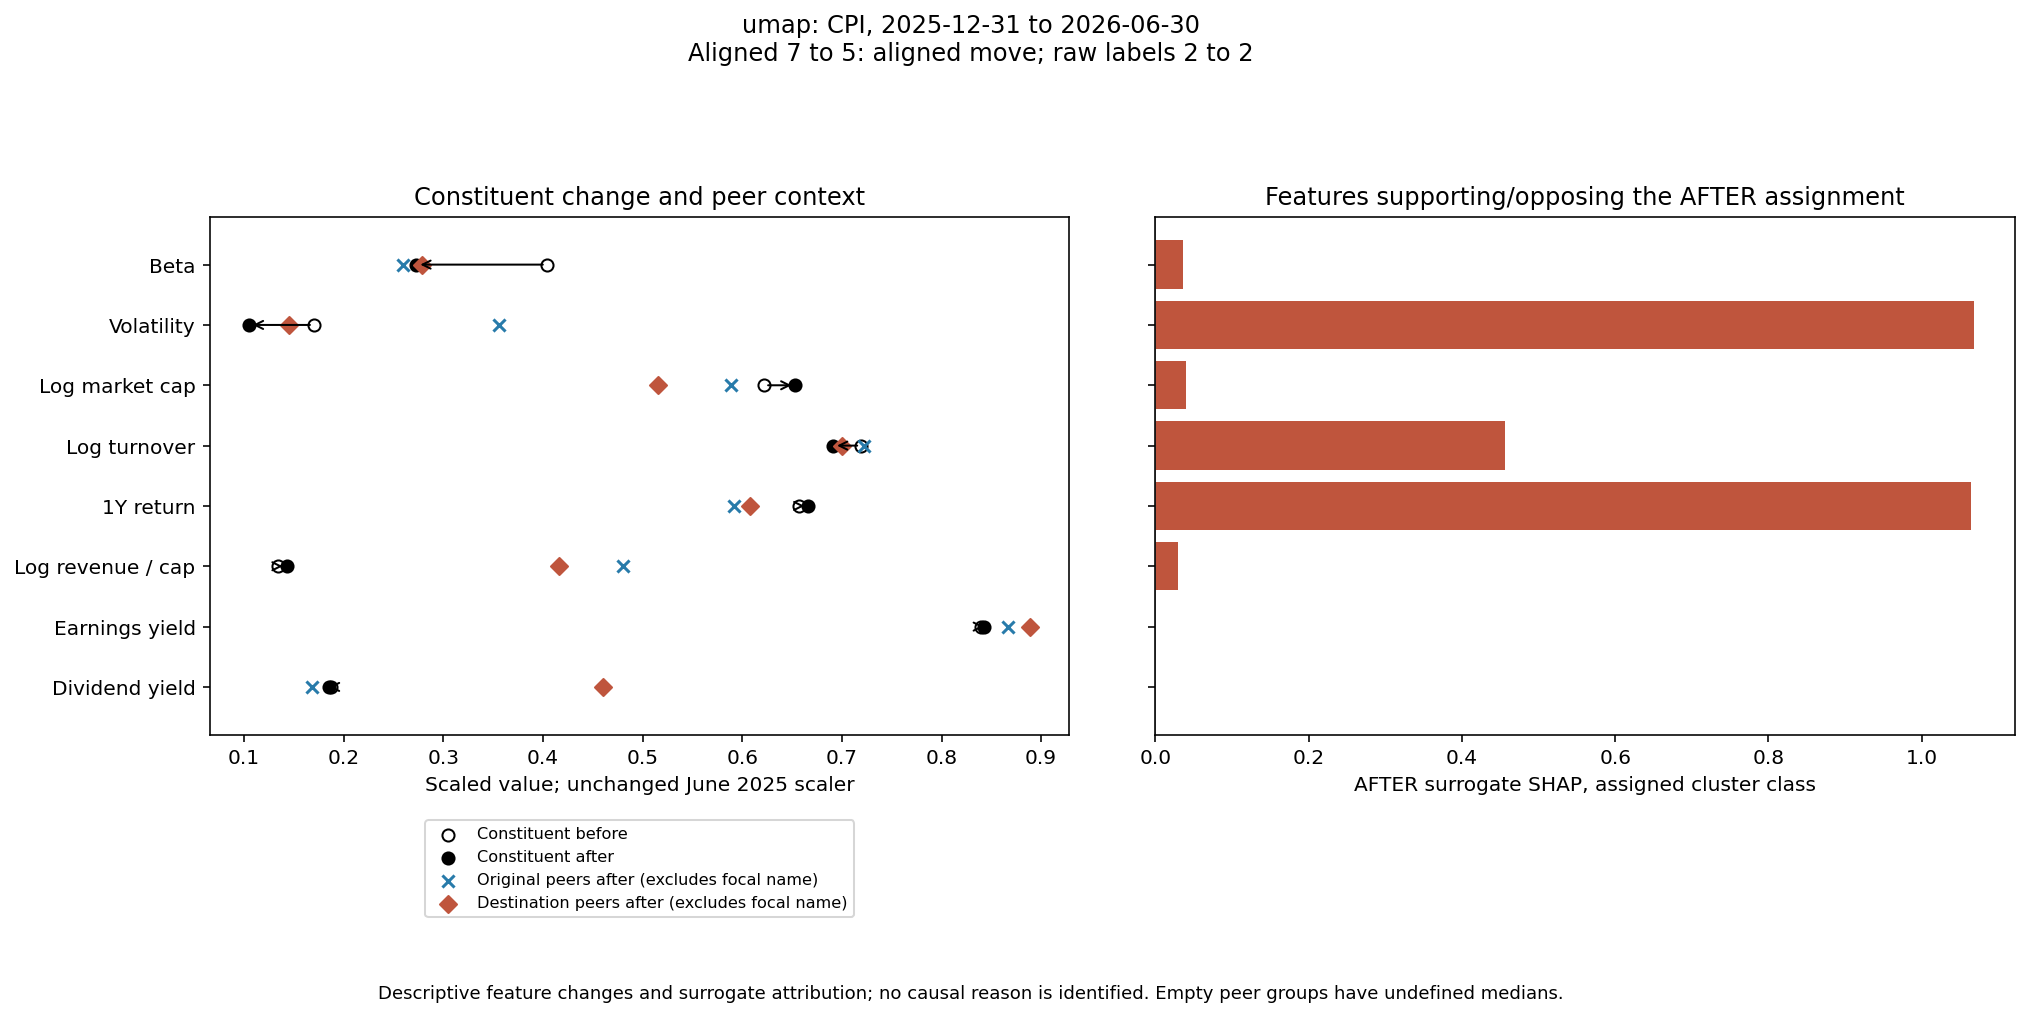 umap: CPI, 2025-12-31 to 2026-06-30
Aligned 7 to 5: aligned move; raw labels 2 to 2
Constituent change and peer context
Beta
Volatility
Log market cap
Log turnover
1Y return
Log revenue / cap
Earnings yield
Dividend yield
0.1 0.2 0.3 0.4 0.5 0.6 0.7 0.8 0.9
Scaled value; unchanged June 2025 scaler
Constituent before
Constituent after
Original peers after (excludes focal name)
Destination peers after (excludes focal name)
Features supporting/opposing the AFTER assignment
0.0 0.2 0.4 0.6 0.8 1.0
AFTER surrogate SHAP, assigned cluster class
Descriptive feature changes and surrogate attribution; no causal reason is identified. Empty peer groups have undefined medians.